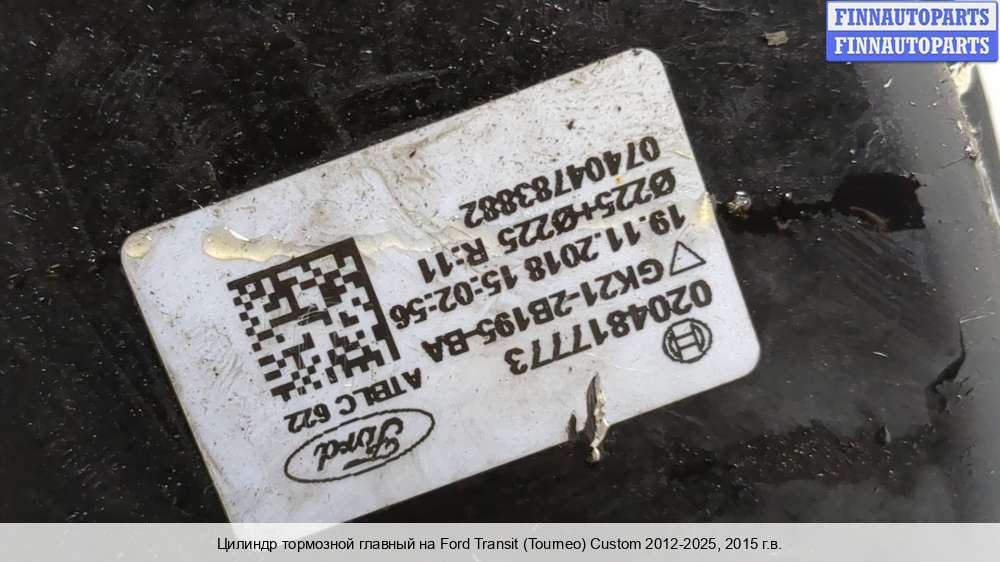 FINNAUTOPARTS
FINNAUTOPARTS
Ford
ATBLC 622
0204817773
GK21-2B195-BA
19.11.2018 15:02:56
Ø225+Ø225 R:11
07404783882
Цилиндр тормозной главный на Ford Transit (Tourneo) Custom 2012-2025, 2015 г.в.